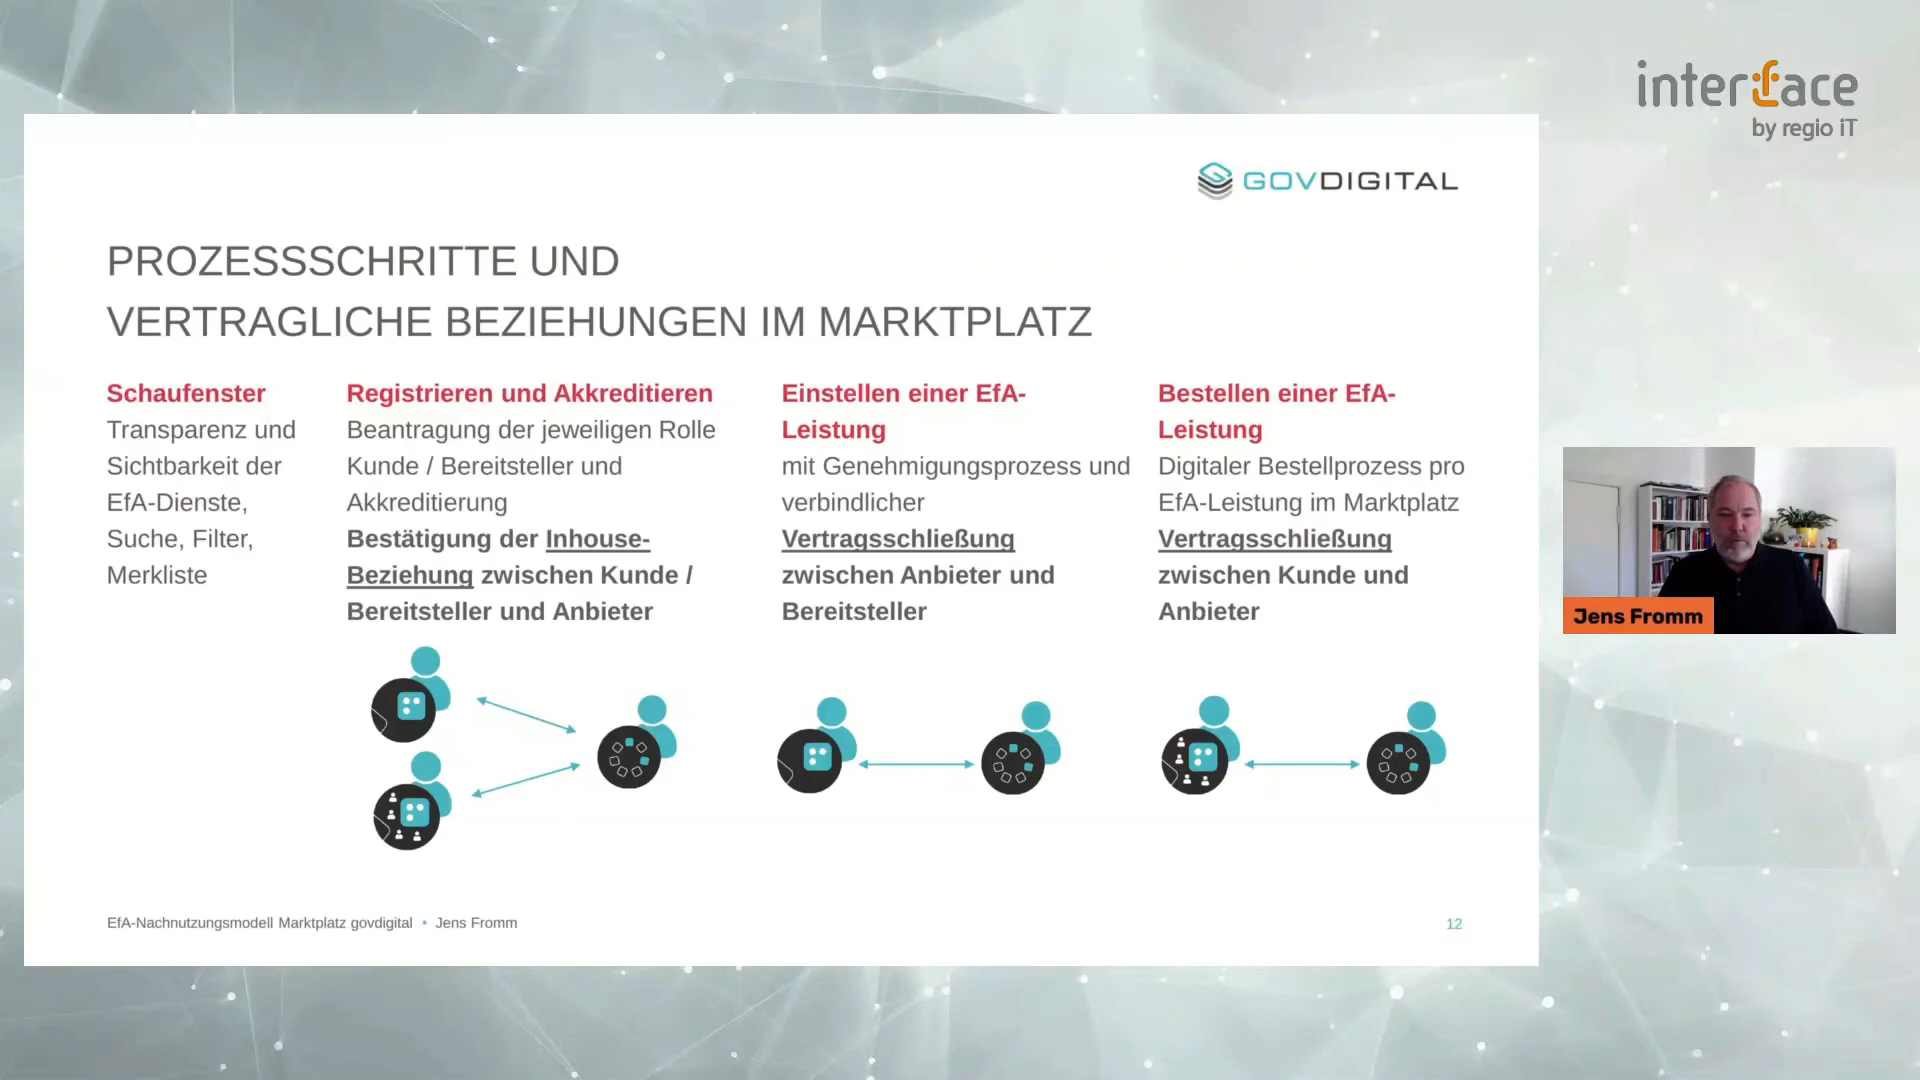 interface
by regio iT
GOVDIGITAL
PROZESSSCHRITTE UND
VERTRAGLICHE BEZIEHUNGEN IM MARKTPLATZ
Schaufenster
Transparenz und
Sichtbarkeit der
EfA-Dienste,
Suche, Filter,
Merkliste
Registrieren und Akkreditieren
Beantragung der jeweiligen Rolle
Kunde / Bereitsteller und
Akkreditierung
Bestätigung der Inhouse-
Beziehung zwischen Kunde /
Bereitsteller und Anbieter
Einstellen einer EfA-
Leistung
mit Genehmigungsprozess und
verbindlicher
Vertragsschließung
zwischen Anbieter und
Bereitsteller
Bestellen einer EfA-
Leistung
Digitaler Bestellprozess pro
EfA-Leistung im Marktplatz
Vertragsschließung
zwischen Kunde und
Anbieter
Jens Fromm
EfA-Nachnutzungsmodell Marktplatz govdigital • Jens Fromm
12